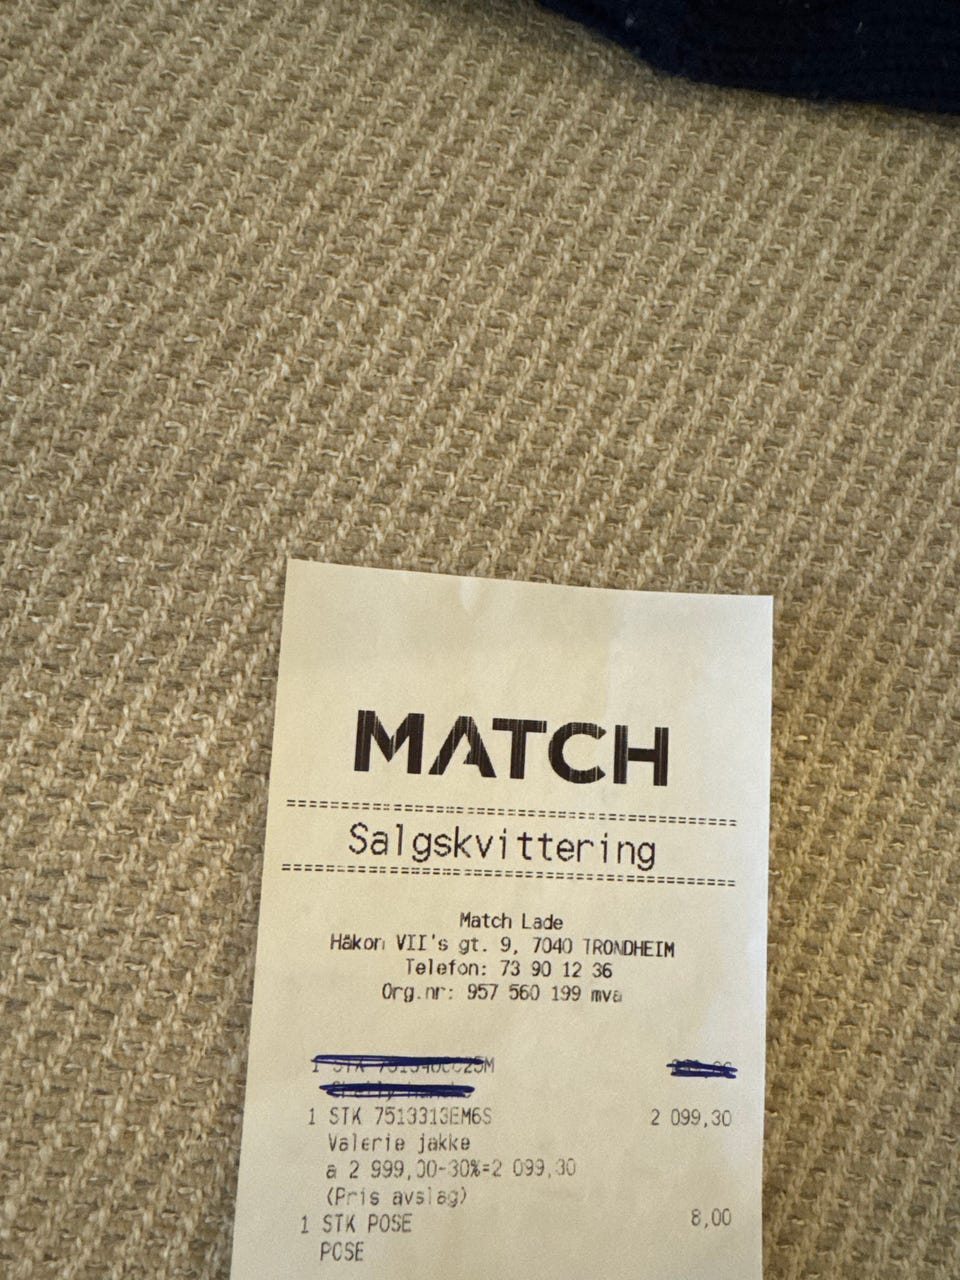 MATCH
Salgskvittering
Match Lade
Håkon VII's gt. 9, 7040 TRONDHEIM
Telefon: 73 90 12 36
Org.nr: 957 560 199 mva
1 STK
1 STK 7513313EM6S 2 099,30
Valerie jakke
a 2 999,00-30%=2 099,30
(Pris avslag)
1 STK POSE 8,00
POSE